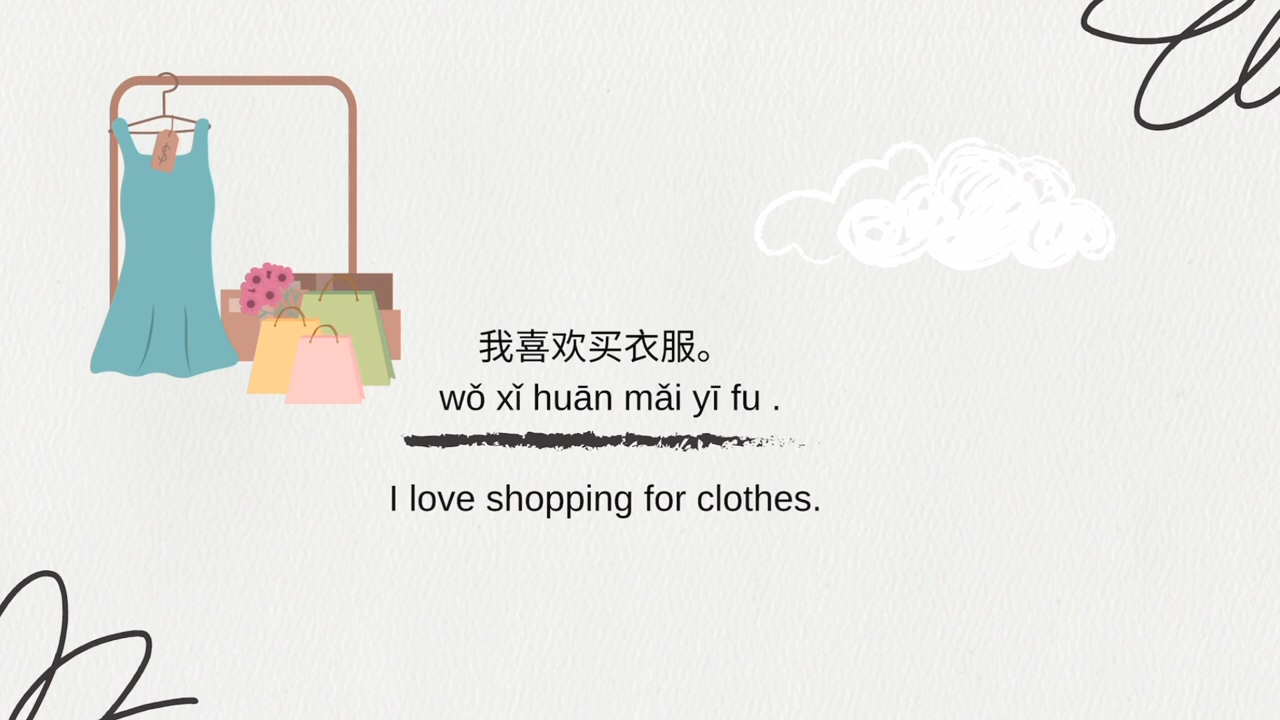 我喜欢买衣服。
wǒ xǐ huān mǎi yī fu .
I love shopping for clothes.
$